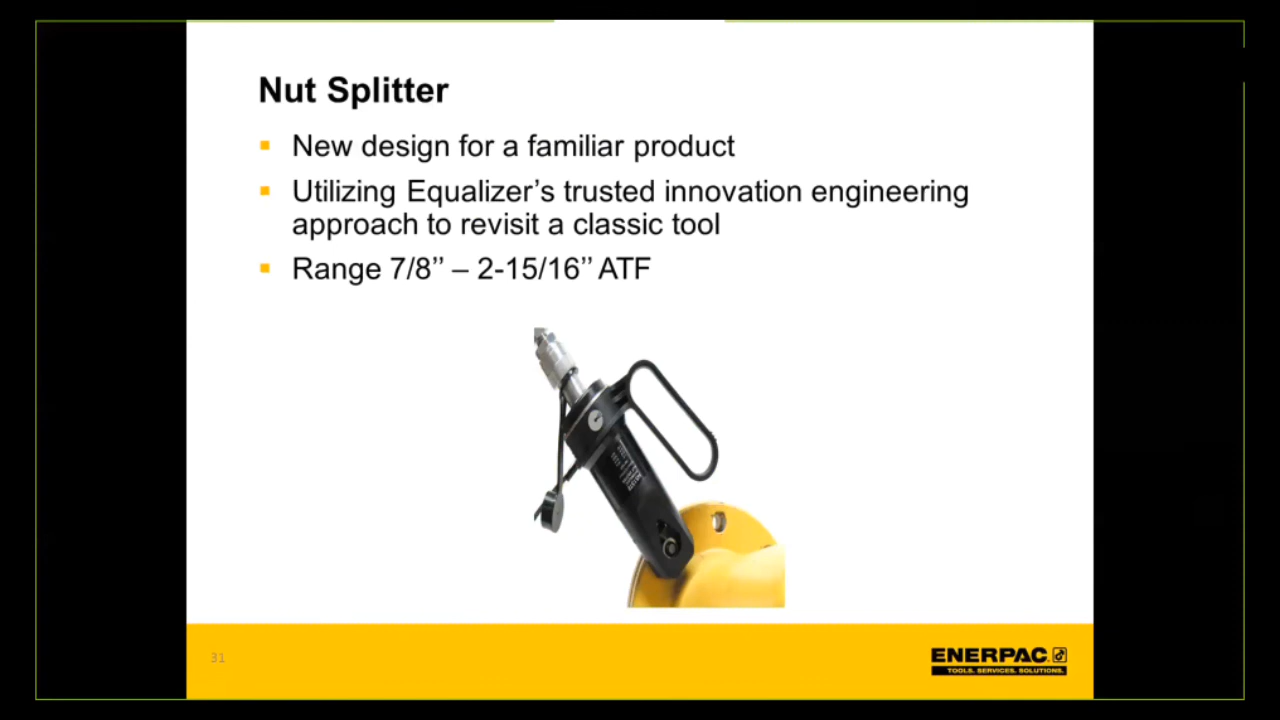 Nut Splitter
New design for a familiar product
Utilizing Equalizer’s trusted innovation engineering
approach to revisit a classic tool
Range 7/8’’ – 2-15/16’’ ATF
31
ENERPAC
TOOLS. SERVICES. SOLUTIONS.